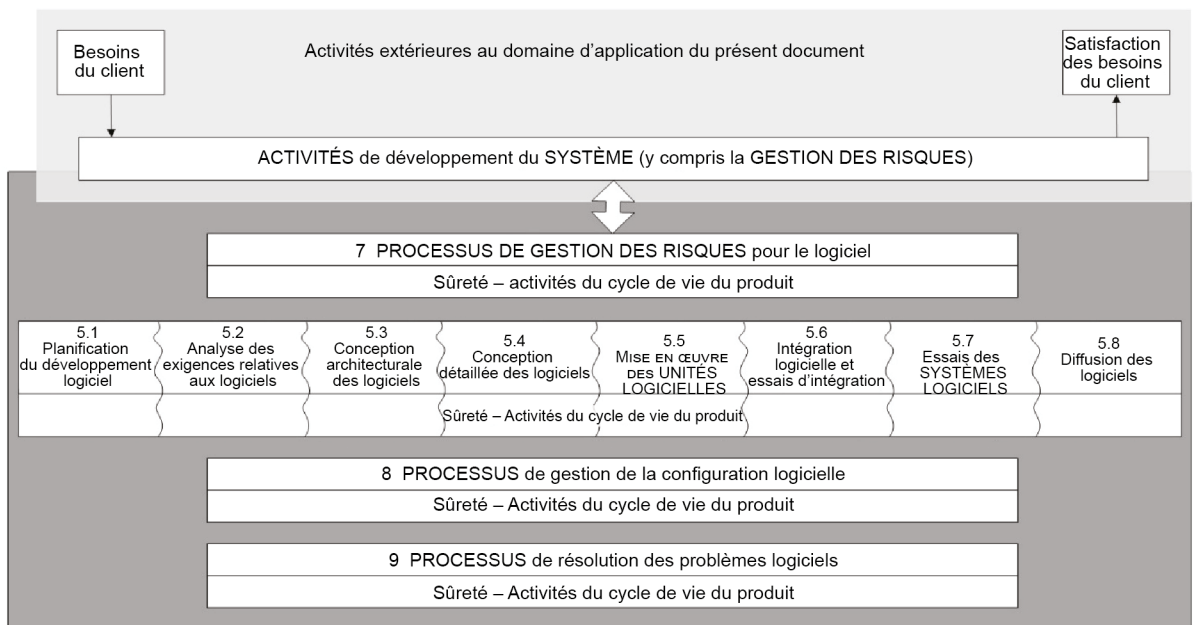 Besoins
du client
Activités extérieures au domaine d’application du présent document
Satisfaction
des besoins
du client
ACTIVITÉS de développement du SYSTÈME (y compris la GESTION DES RISQUES)
7 PROCESSUS DE GESTION DES RISQUES pour le logiciel
Sûreté – activités du cycle de vie du produit
5.1
Planification
du développement
logiciel
5.2
Analyse des
exigences relatives
aux logiciels
5.3
Conception
architecturale
des logiciels
5.4
Conception
détaillée des logiciels
5.5
MISE EN ŒUVRE
DES UNITÉS
LOGICIELLES
5.6
Intégration
logicielle et
essais d’intégration
5.7
Essais des
SYSTÈMES
LOGICIELS
5.8
Diffusion des
logiciels
Sûreté – Activités du cycle de vie du produit
8 PROCESSUS de gestion de la configuration logicielle
Sûreté – Activités du cycle de vie du produit
9 PROCESSUS de résolution des problèmes logiciels
Sûreté – Activités du cycle de vie du produit